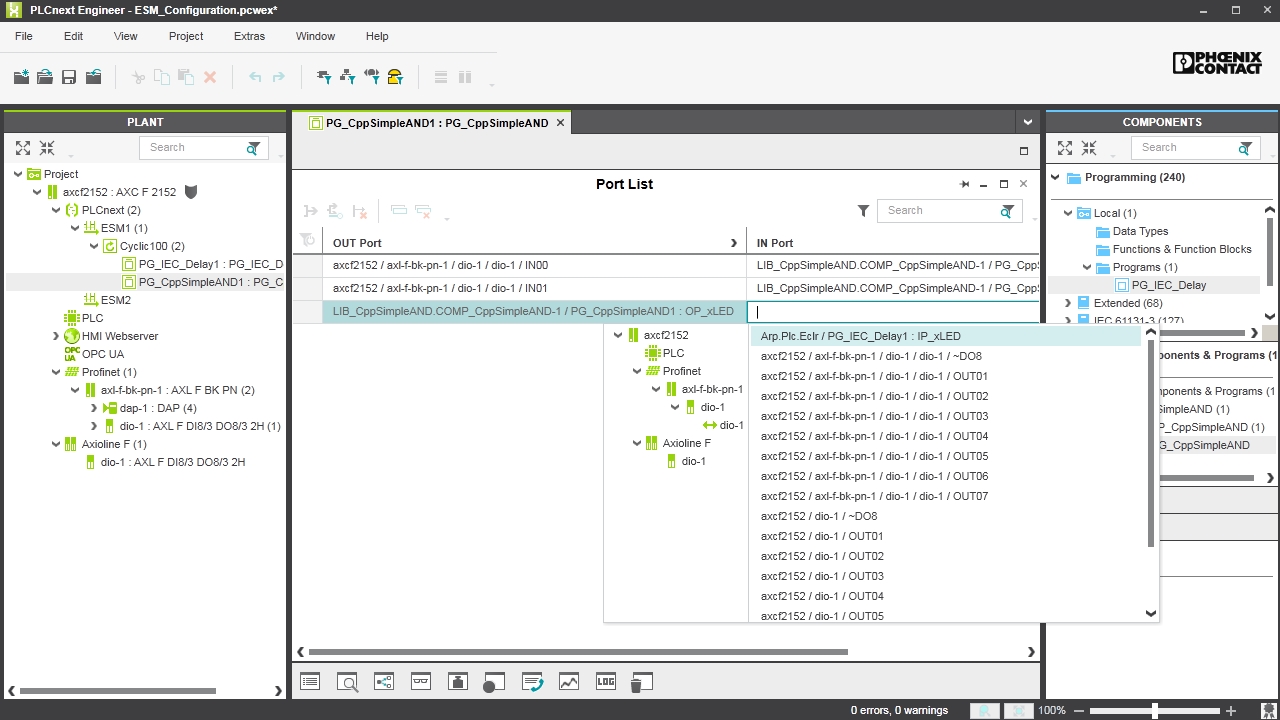 PLCnext Engineer - ESM_Configuration.pcwex*
File Edit View Project Extras Window Help
PHŒNIX
CONTACT
PLANT
Search
Project
axcf2152 : AXC F 2152
PLCnext (2)
ESM1 (1)
Cyclic100 (2)
PG_IEC_Delay1 : PG_IEC_D
PG_CppSimpleAND1 : PG_C
ESM2
PLC
HMI Webserver
OPC UA
OPC UA
Profinet (1)
axl-f-bk-pn-1 : AXL F BK PN (2)
dap-1 : DAP (4)
dio-1 : AXL F DI8/3 DO8/3 2H (1)
Axioline F (1)
dio-1 : AXL F DI8/3 DO8/3 2H
PG_CppSimpleAND1 : PG_CppSimpleAND
Port List
Search
OUT Port IN Port
axcf2152 / axl-f-bk-pn-1 / dio-1 / dio-1 / IN00 LIB_CppSimpleAND.COMP_CppSimpleAND-1 / PG_CppS
axcf2152 / axl-f-bk-pn-1 / dio-1 / dio-1 / IN01 LIB_CppSimpleAND.COMP_CppSimpleAND-1 / PG_CppS
LIB_CppSimpleAND.COMP_CppSimpleAND-1 / PG_CppSimpleAND1 : OP_xLED
axcf2152
PLC
Profinet
axl-f-bk-pn-1
dio-1
dio-1
Axioline F
dio-1
Arp.Plc.Eclr / PG_IEC_Delay1 : IP_xLED
axcf2152 / axl-f-bk-pn-1 / dio-1 / dio-1 / ~DO8
axcf2152 / axl-f-bk-pn-1 / dio-1 / dio-1 / OUT01
axcf2152 / axl-f-bk-pn-1 / dio-1 / dio-1 / OUT02
axcf2152 / axl-f-bk-pn-1 / dio-1 / dio-1 / OUT03
axcf2152 / axl-f-bk-pn-1 / dio-1 / dio-1 / OUT04
axcf2152 / axl-f-bk-pn-1 / dio-1 / dio-1 / OUT05
axcf2152 / axl-f-bk-pn-1 / dio-1 / dio-1 / OUT06
axcf2152 / axl-f-bk-pn-1 / dio-1 / dio-1 / OUT07
axcf2152 / dio-1 / ~DO8
axcf2152 / dio-1 / OUT01
axcf2152 / dio-1 / OUT02
axcf2152 / dio-1 / OUT03
axcf2152 / dio-1 / OUT04
axcf2152 / dio-1 / OUT05
LOG
COMPONENTS
Search
Programming (240)
Local (1)
Data Types
Functions & Function Blocks
Programs (1)
PG_IEC_Delay
Extended (68)
IEC 61131-3 (127)
ponents & Programs (1
ponents & Programs (1
SimpleAND (1)
P_CppSimpleAND (1)
G_CppSimpleAND
0 errors, 0 warnings
100%